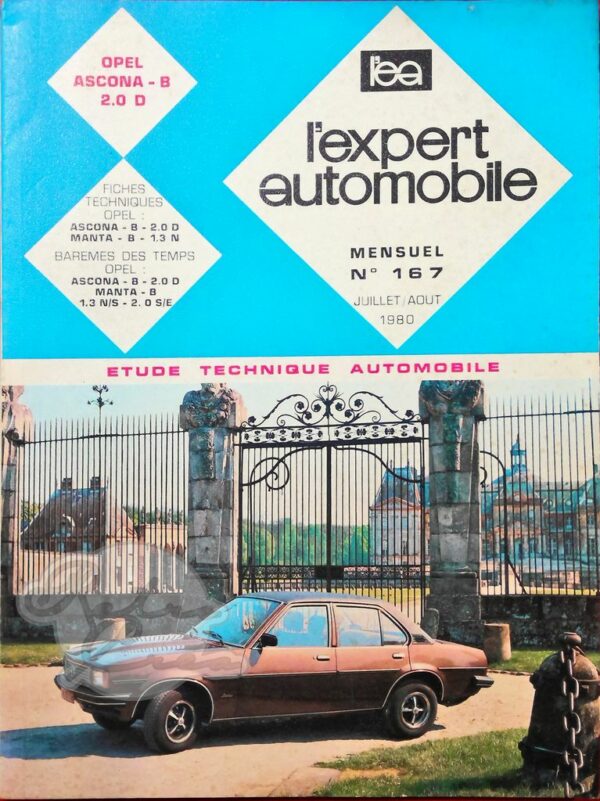 OPEL
ASCONA - B
2.0 D
l'ea
l'expert
automobile
MENSUEL
N° 167
JUILLET / AOUT
1980
FICHES
TECHNIQUES
OPEL :
ASCONA - B - 2.0 D
MANTA - B - 1.3 N
BAREMES DES TEMPS
OPEL :
ASCONA - B - 2.0 D
MANTA - B
1.3 N/S - 2. 0 S/E
ETUDE TECHNIQUE AUTOMOBILE